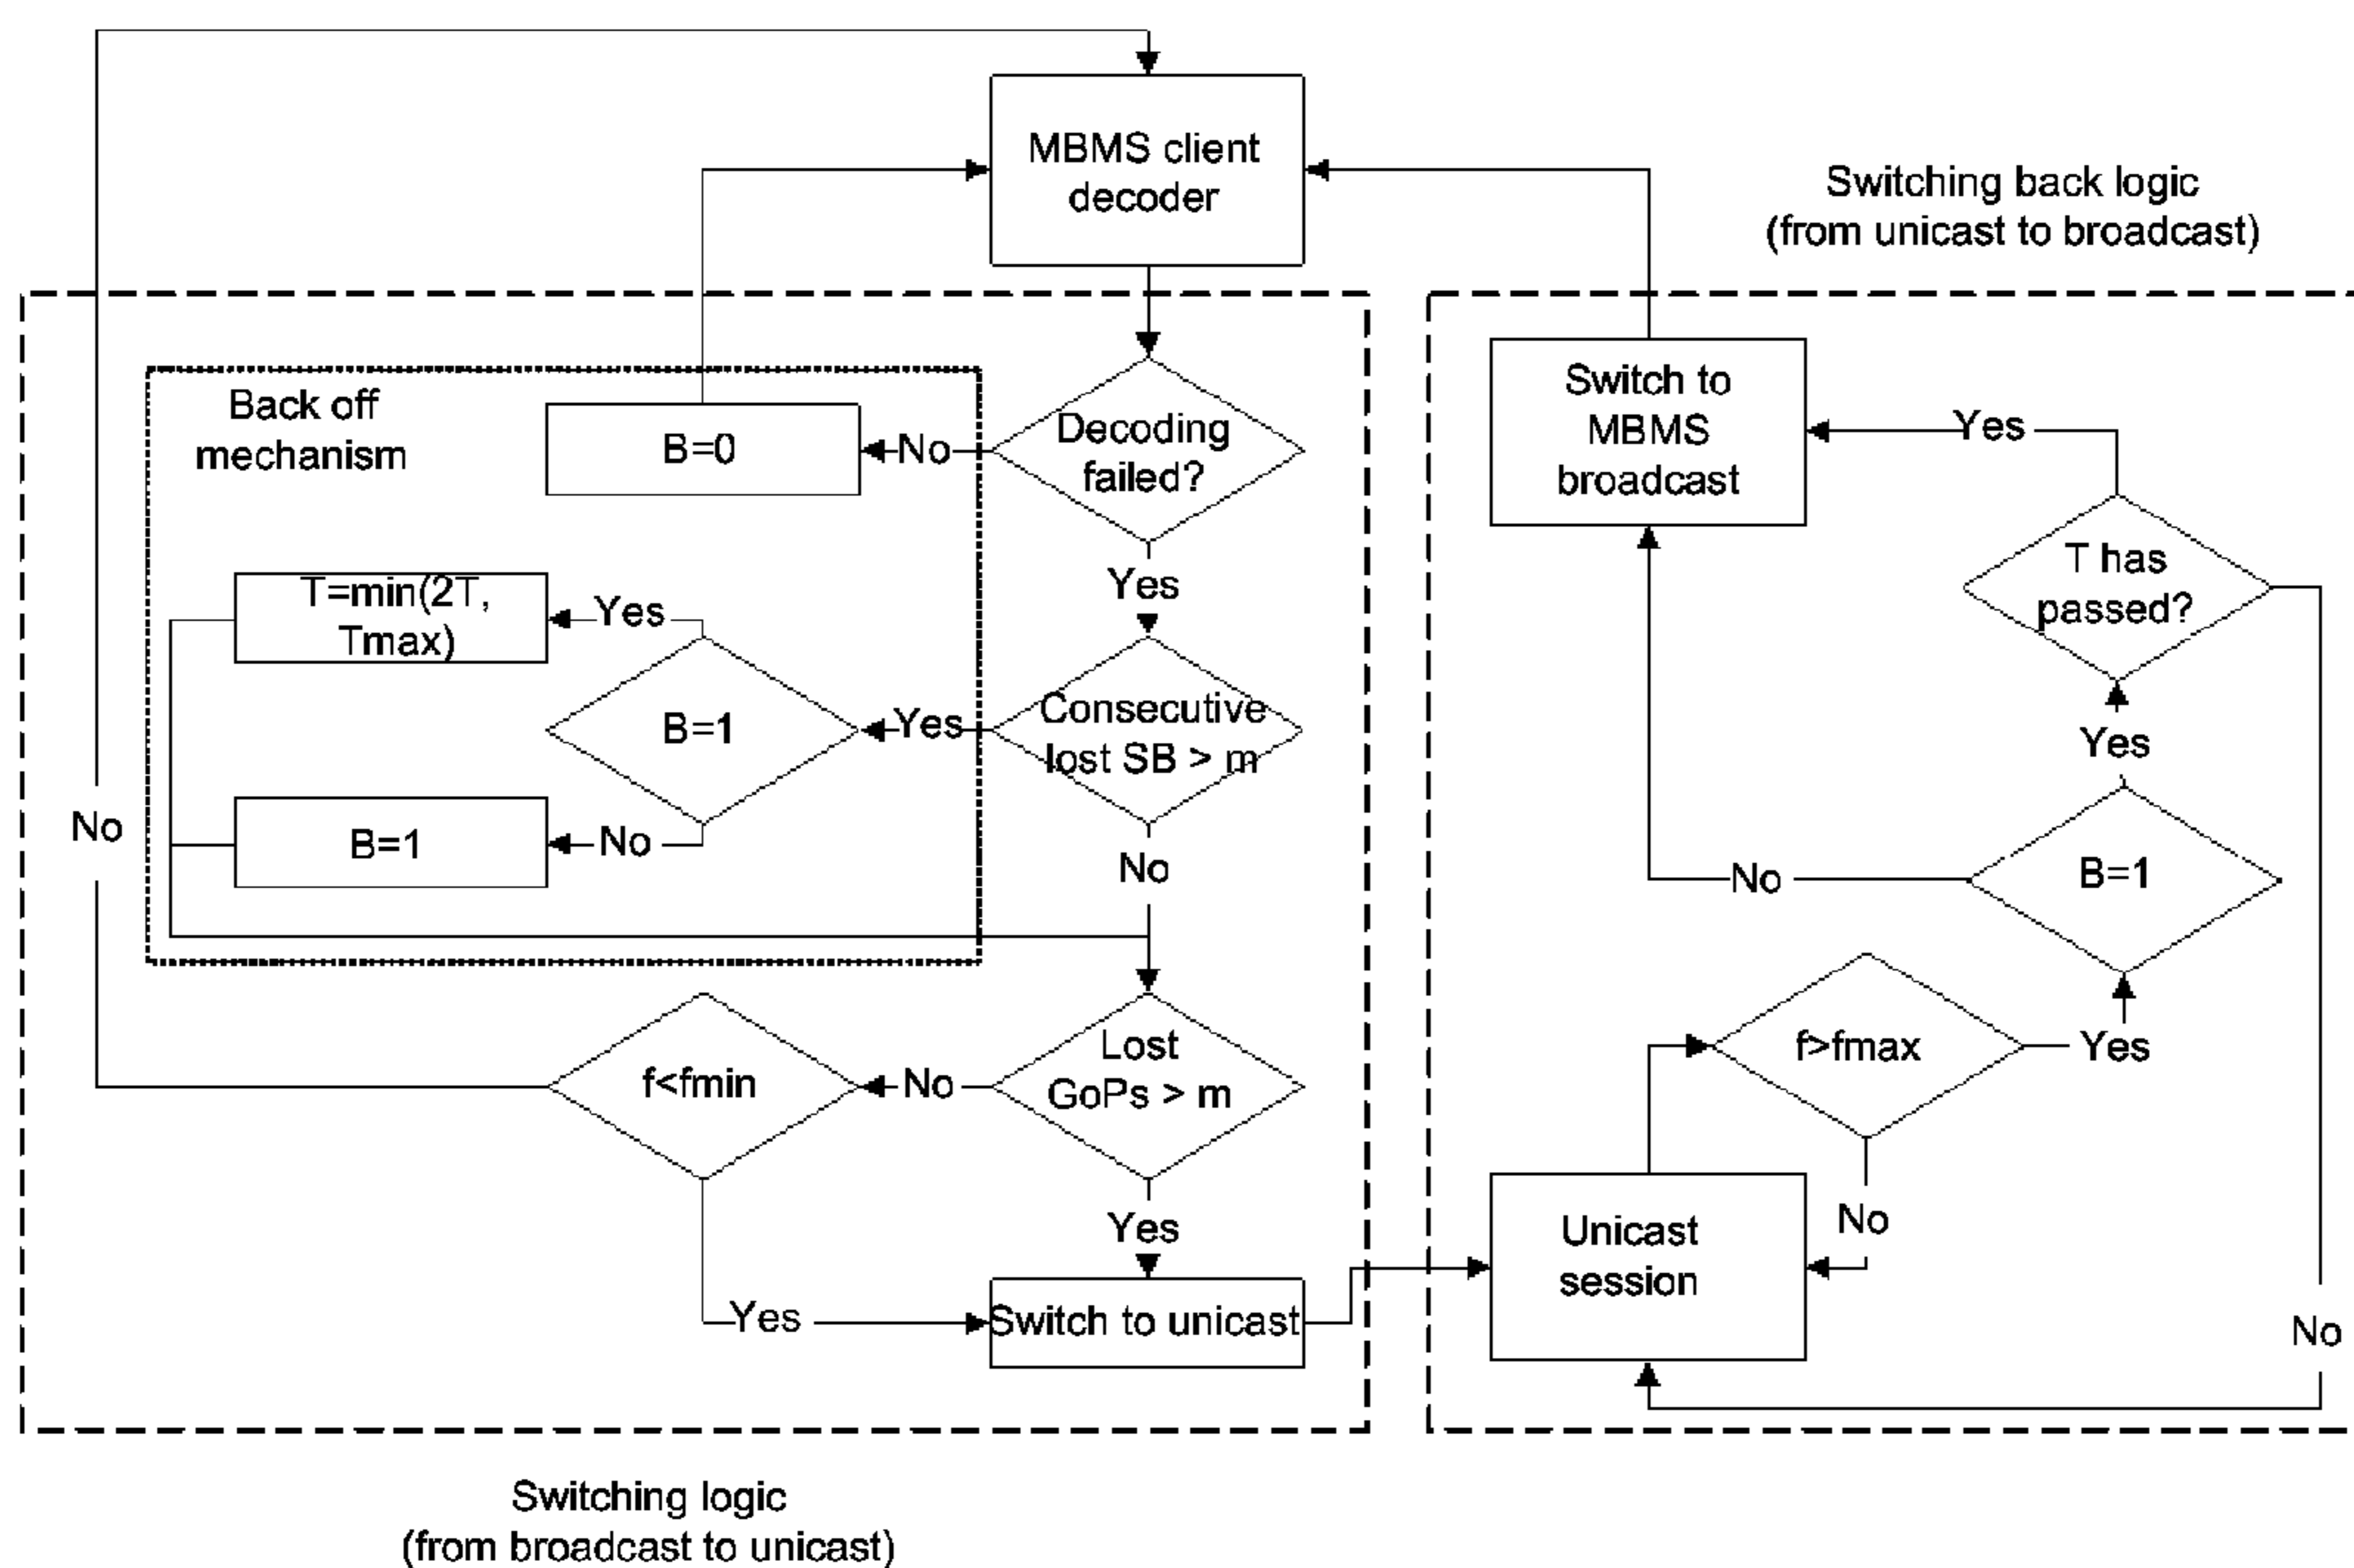 MBMS client
decoder
Switching back logic
(from unicast to broadcast)
Back off
mechanism
B=0
No
Decoding
failed?
Switch to
MBMS
broadcast
Yes
T has
passed?
Yes
T=min(2T,
Tmax)
Yes
B=1
Yes
Consecutive
lost SB > m
Yes
No
B=1
No
No
No
B=1
f<fmin
No
Lost
GoPs > m
f>fmax
Yes
Yes
No
Unicast
session
Yes
Switch to unicast
No
Switching logic
(from broadcast to unicast)